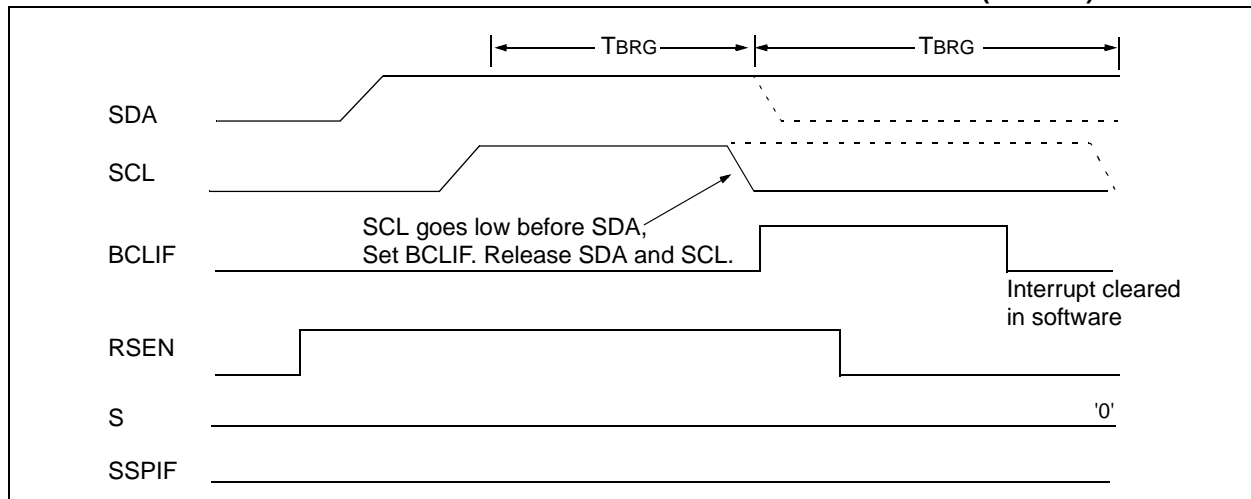 TBRG TBRG
SDA
SCL
SCL goes low before SDA,
Set BCLIF. Release SDA and SCL.
BCLIF
Interrupt cleared
in software
RSEN
S '0'
SSPIF